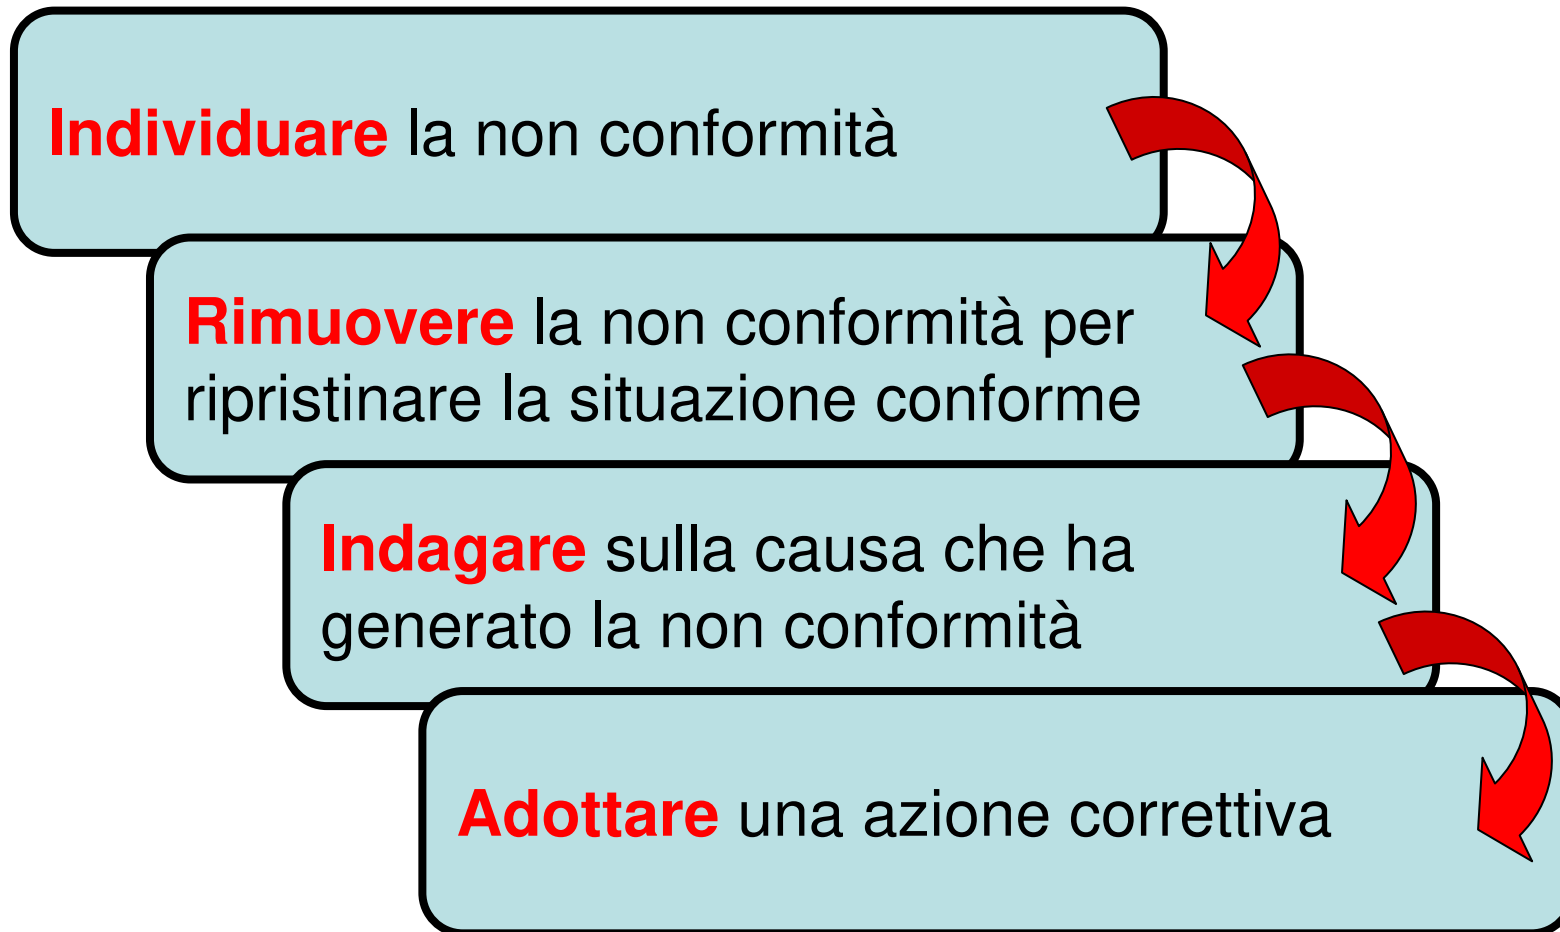 Individuare la non conformità
Rimuovere la non conformità per
ripristinare la situazione conforme
Indagare sulla causa che ha
generato la non conformità
Adottare una azione correttiva